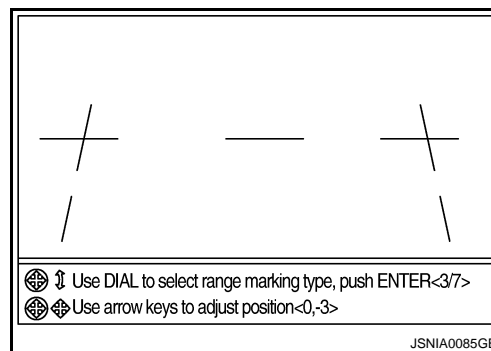 Use DIAL to select range marking type, push ENTER<3/7>
Use arrow keys to adjust position<0,-3>
JSNIA0085GB